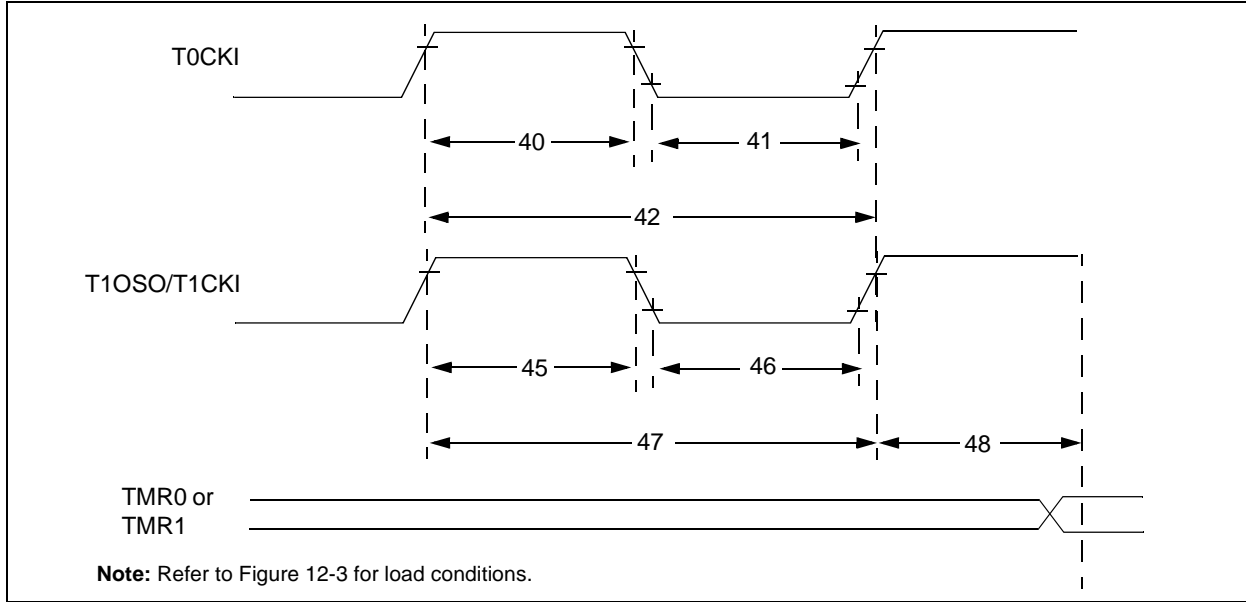 T0CKI
40
41
42
T1OSO/T1CKI
45
46
47
48
TMR0 or
TMR1
Note: Refer to Figure 12-3 for load conditions.